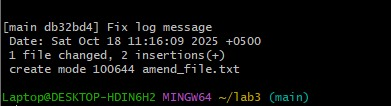 [main db32bd4] Fix log message
 Date: Sat Oct 18 11:16:09 2025 +0500
 1 file changed, 2 insertions(+)
 create mode 100644 amend_file.txt
Laptop@DESKTOP-HDIN6H2 MINGW64 ~/lab3 (main)